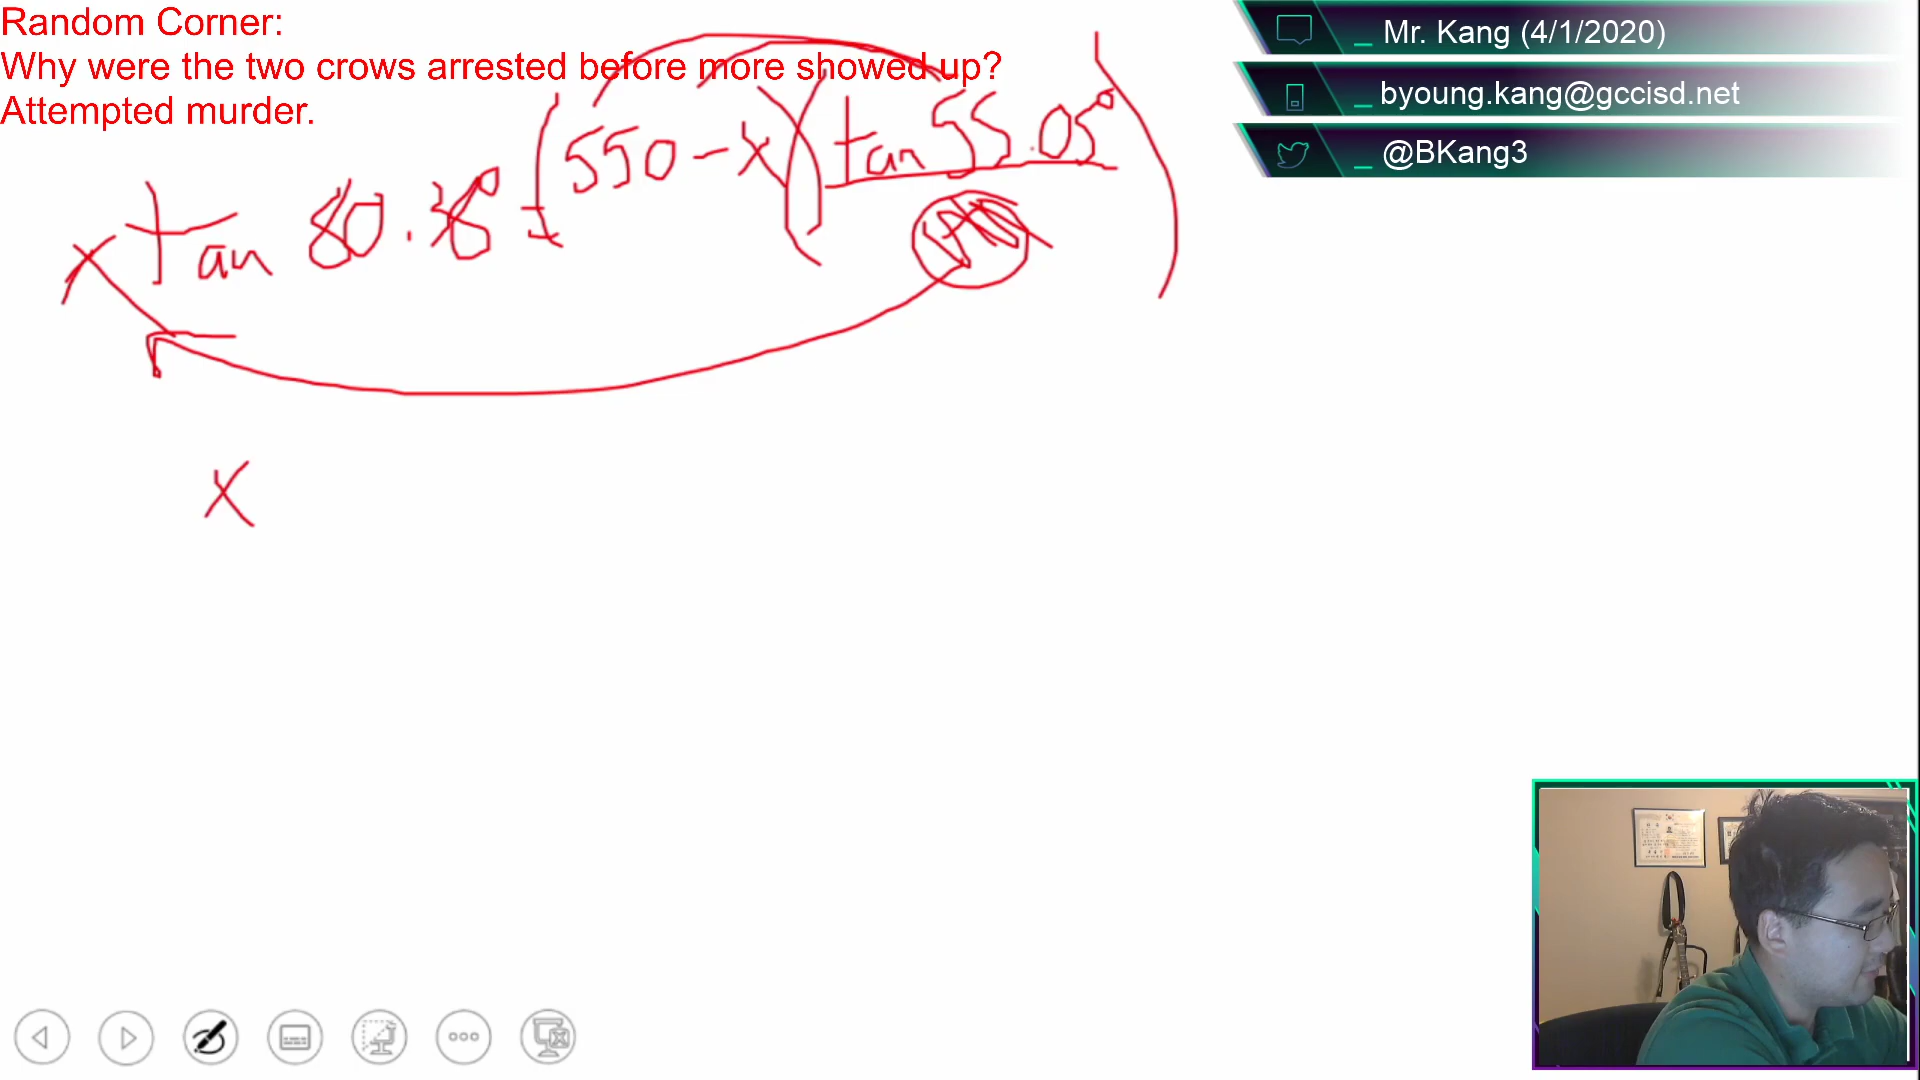 Random Corner:
Why were the two crows arrested before more showed up?
Attempted murder.
x tan 80.38° = (550 - x)(tan 55.05°)
x
_ Mr. Kang (4/1/2020)
_ byoung.kang@gccisd.net
_ @BKang3